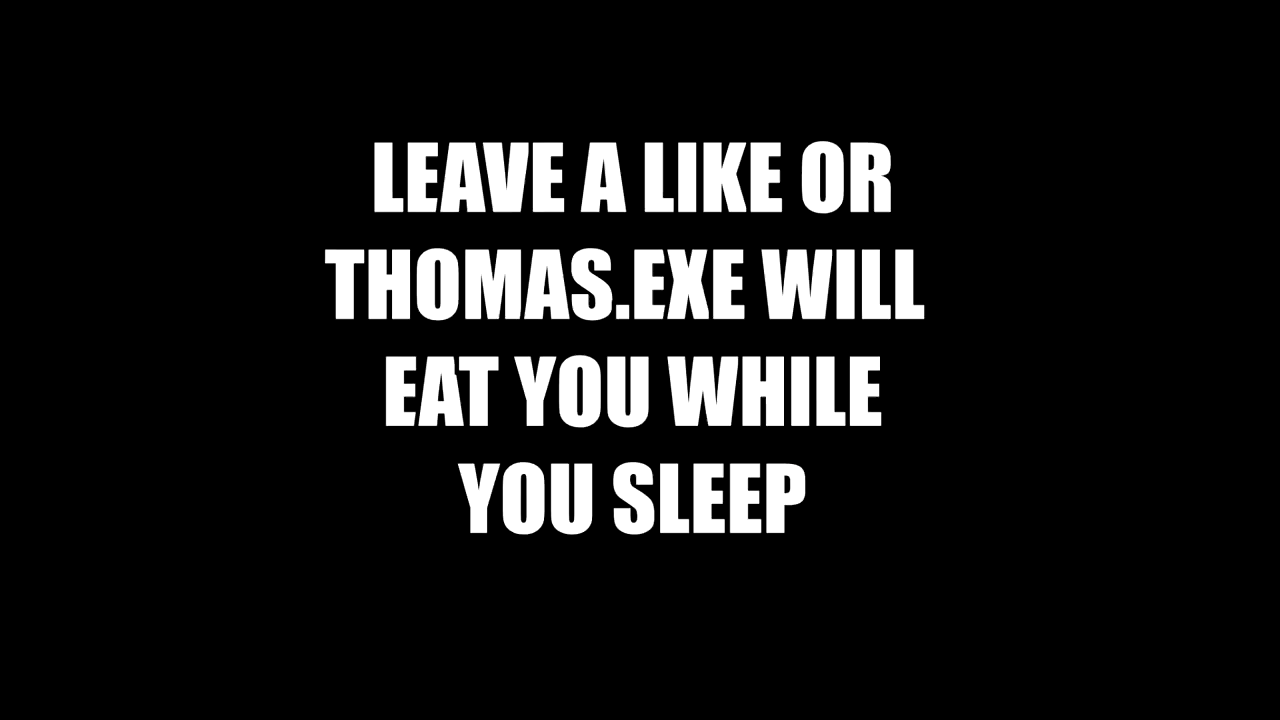 LEAVE A LIKE OR
THOMAS.EXE WILL
EAT YOU WHILE
YOU SLEEP